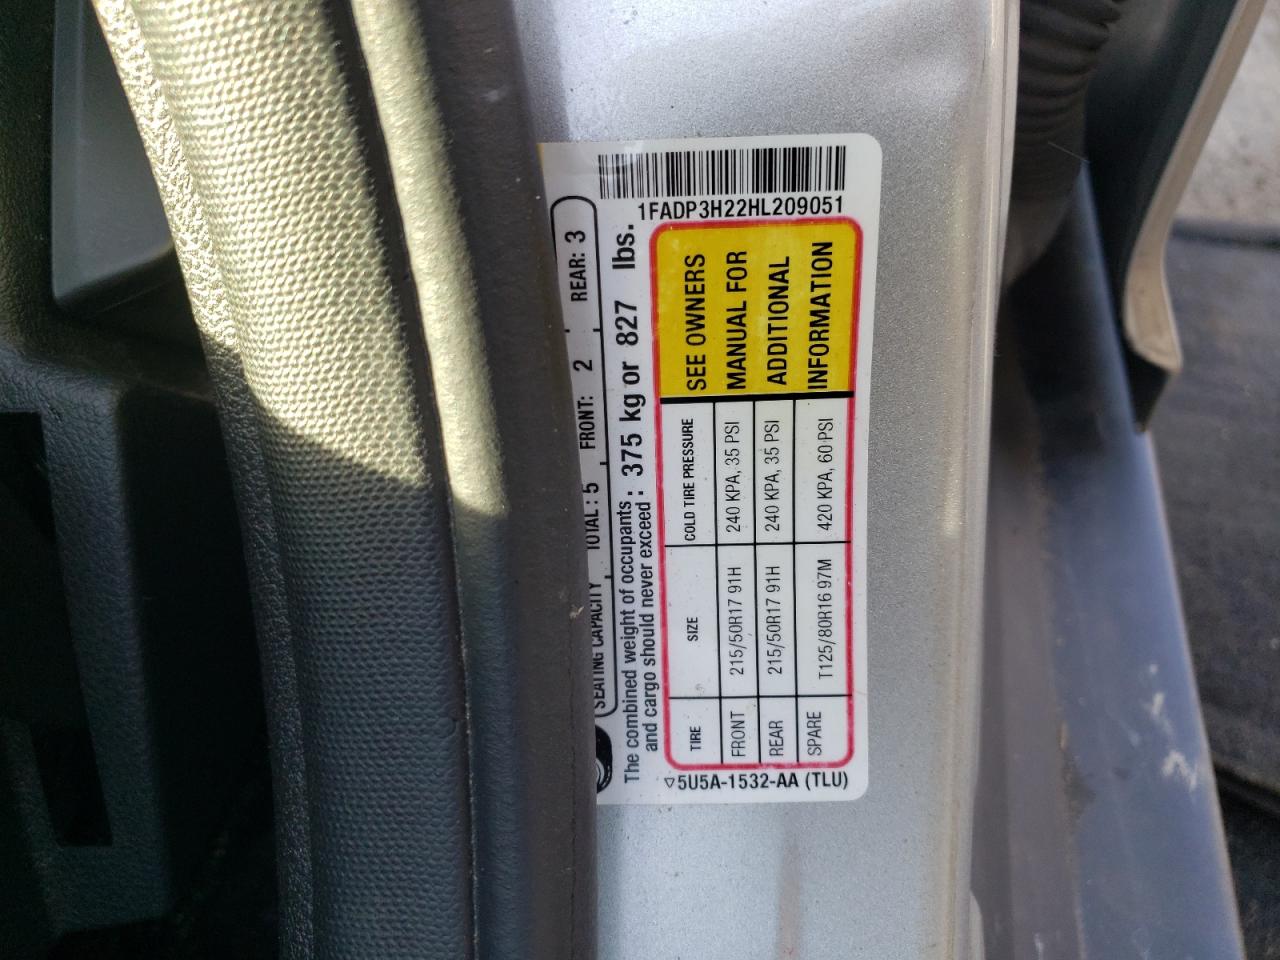 1FADP3H22HL209051
SEATING CAPACITY TOTAL : 5 FRONT: 2 REAR: 3
The combined weight of occupants
and cargo should never exceed : 375 kg or 827 lbs.
TIRE SIZE COLD TIRE PRESSURE
FRONT 215/50R17 91H 240 KPA, 35 PSI
REAR 215/50R17 91H 240 KPA, 35 PSI
SPARE T125/80R16 97M 420 KPA, 60 PSI
SEE OWNERS
MANUAL FOR
ADDITIONAL
INFORMATION
▽5U5A-1532-AA (TLU)